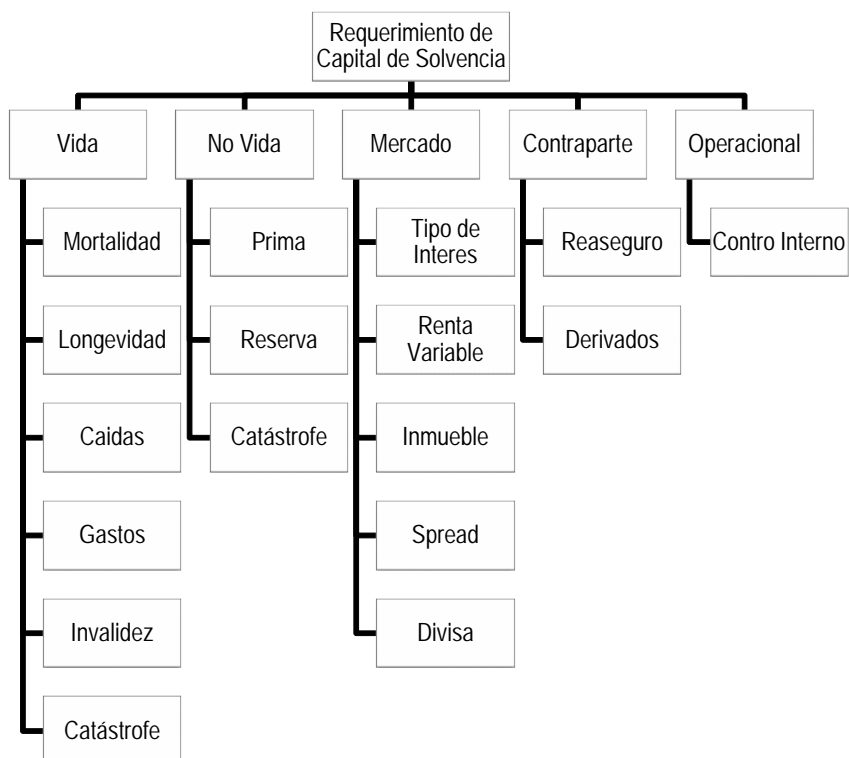 Requerimiento de
Capital de Solvencia
Vida
No Vida
Mercado
Contraparte
Operacional
Mortalidad
Prima
Tipo de
Interes
Reaseguro
Contro Interno
Longevidad
Reserva
Renta
Variable
Derivados
Caidas
Catástrofe
Inmueble
Gastos
Spread
Invalidez
Divisa
Catástrofe